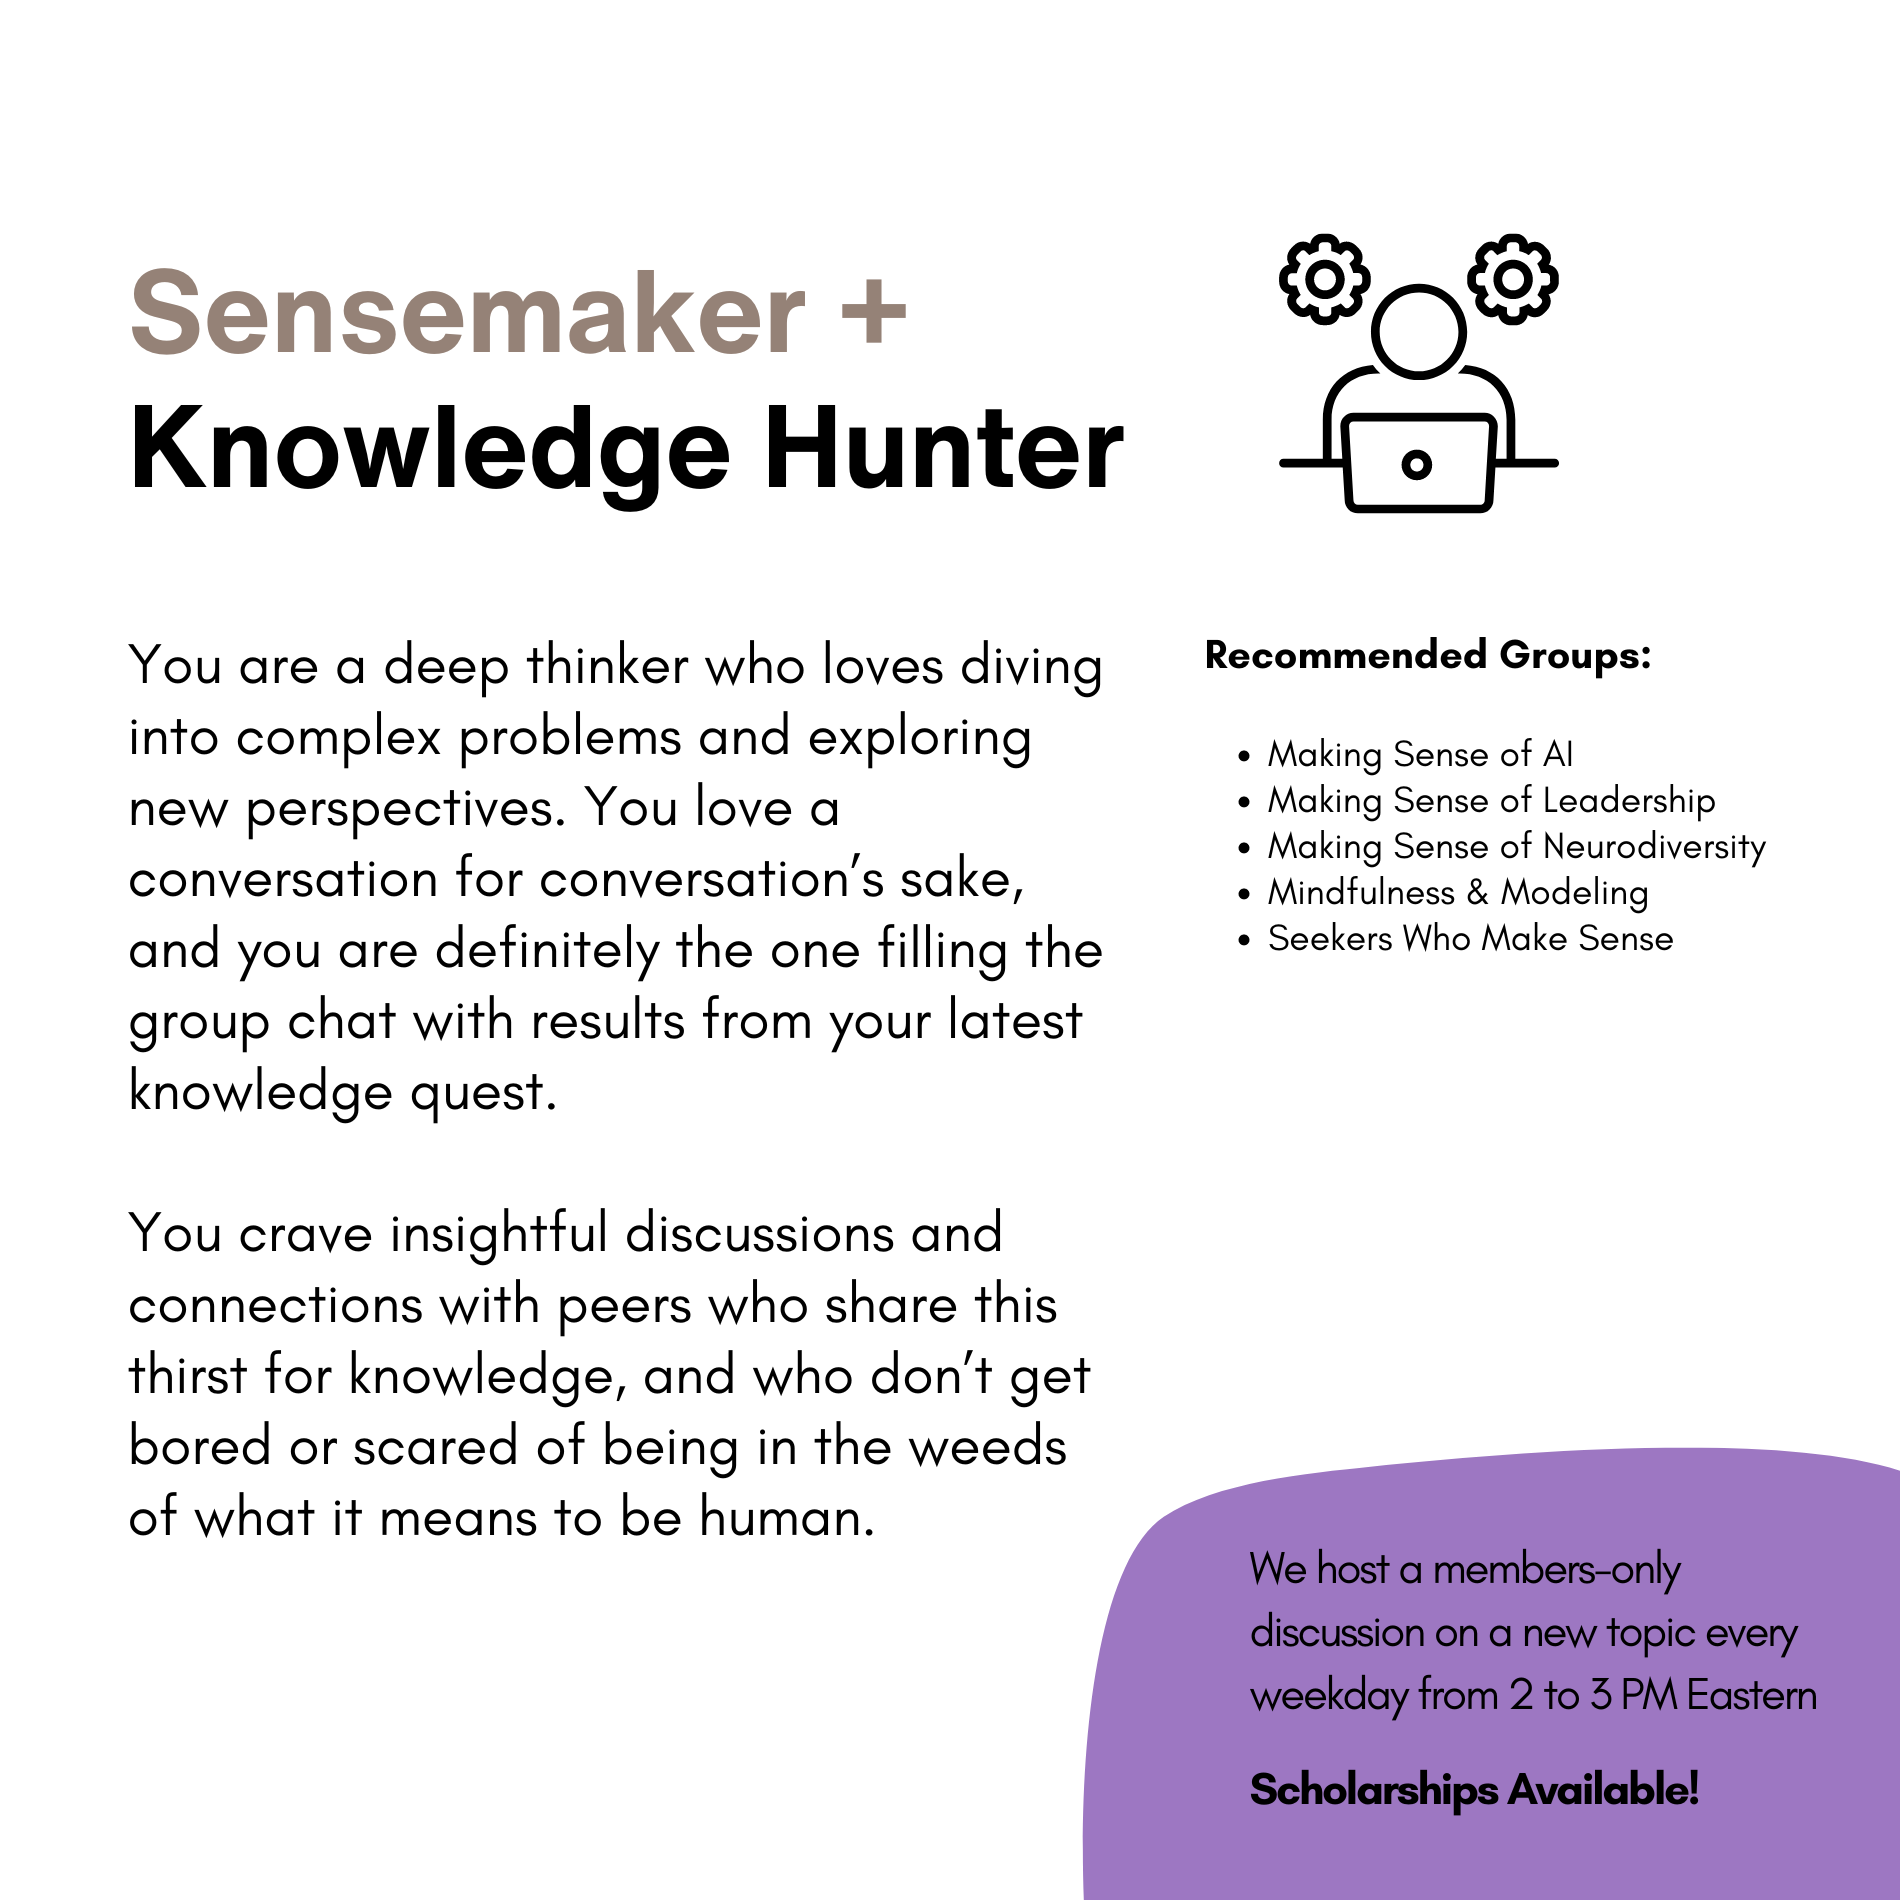 Sensemaker +
Knowledge Hunter
You are a deep thinker who loves diving
into complex problems and exploring
new perspectives. You love a
conversation for conversation’s sake,
and you are definitely the one filling the
group chat with results from your latest
knowledge quest.
You crave insightful discussions and
connections with peers who share this
thirst for knowledge, and who don’t get
bored or scared of being in the weeds
of what it means to be human.
Recommended Groups:
• Making Sense of AI
• Making Sense of Leadership
• Making Sense of Neurodiversity
• Mindfulness & Modeling
• Seekers Who Make Sense
We host a members-only
discussion on a new topic every
weekday from 2 to 3 PM Eastern
Scholarships Available!